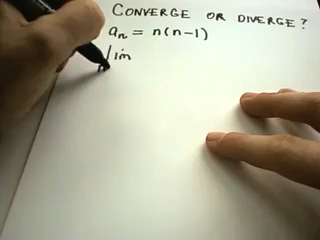 CONVERGE OR DIVERGE?
aₙ = n(n-1)
lim